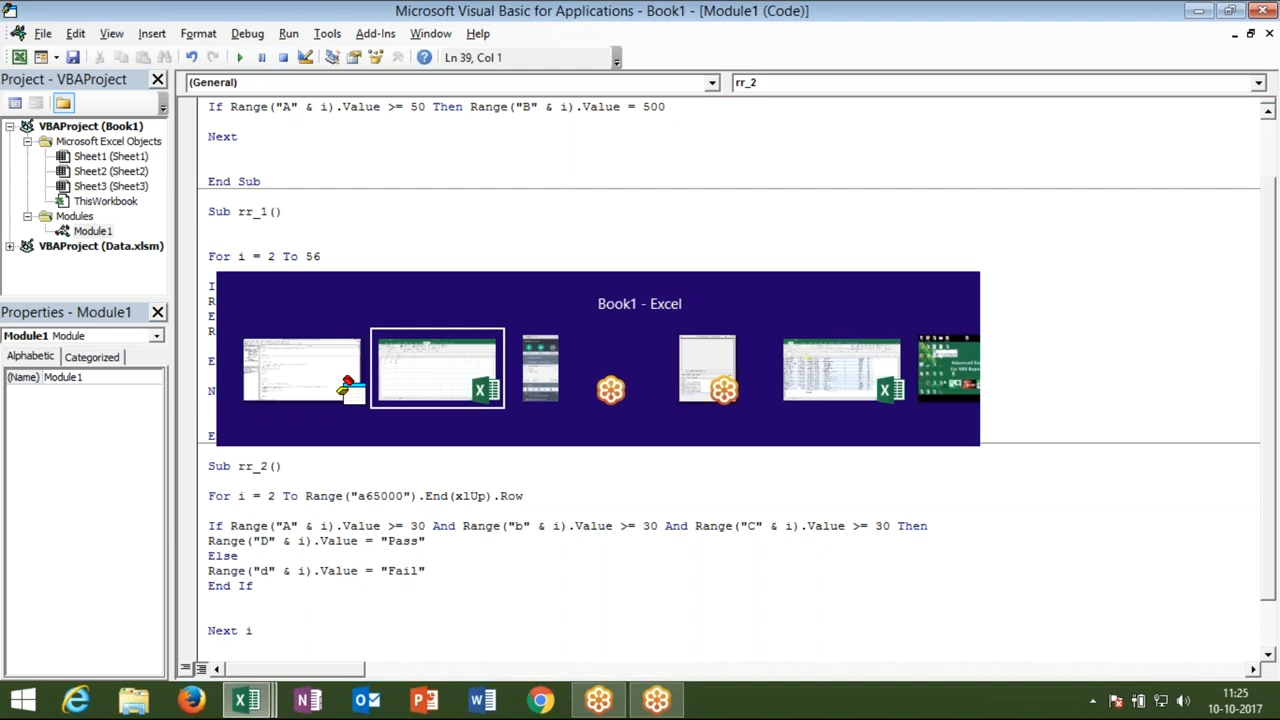 Microsoft Visual Basic for Applications - Book1 - [Module1 (Code)]
File Edit View Insert Format Debug Run Tools Add-Ins Window Help
Ln 39, Col 1
Project - VBAProject
(General)
rr_2
VBAProject (Book1)
Microsoft Excel Objects
Sheet1 (Sheet1)
Sheet2 (Sheet2)
Sheet3 (Sheet3)
ThisWorkbook
Modules
Module1
VBAProject (Data.xlsm)
Properties - Module1
Module1 Module
Alphabetic Categorized
(Name) Module1
If Range("A" & i).Value >= 50 Then Range("B" & i).Value = 500
Next
End Sub
Sub rr_1()
For i = 2 To 56
I
R
E
R
E
N
E
Book1 - Excel
Sub rr_2()
For i = 2 To Range("a65000").End(xlUp).Row
If Range("A" & i).Value >= 30 And Range("b" & i).Value >= 30 And Range("C" & i).Value >= 30 Then
Range("D" & i).Value = "Pass"
Else
Range("d" & i).Value = "Fail"
End If
Next i
11:25
10-10-2017